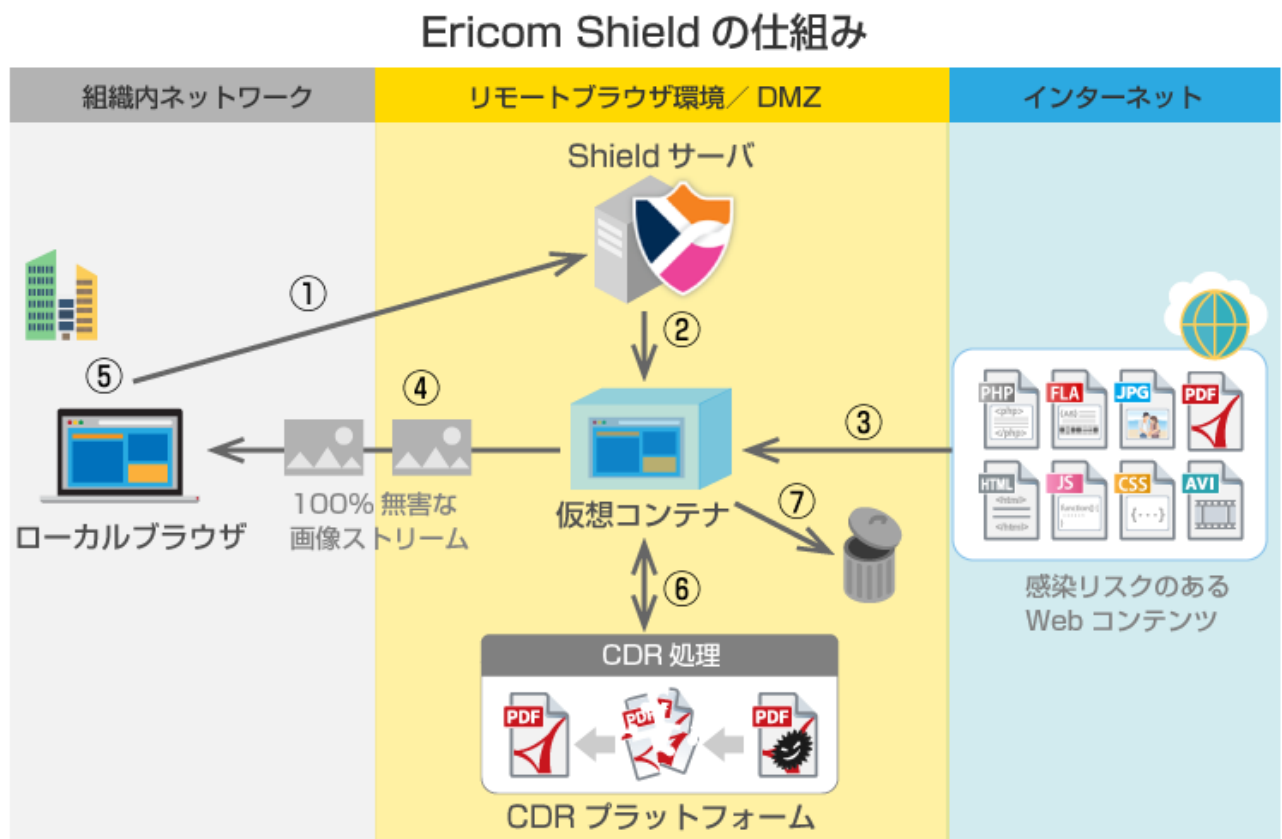 Ericom Shield の仕組み
組織内ネットワーク
リモートブラウザ環境／ DMZ
インターネット
Shield サーバ
①
②
⑤
④
③
PHP
<php>
</php>
FLA
JPG
PDF
HTML
<html>
</html>
JS
function() {
}
CSS
{···}
AVI
100% 無害な
画像ストリーム
ローカルブラウザ
仮想コンテナ
⑦
⑥
感染リスクのある
Web コンテンツ
CDR 処理
PDF
PDF
PDF
CDR プラットフォーム